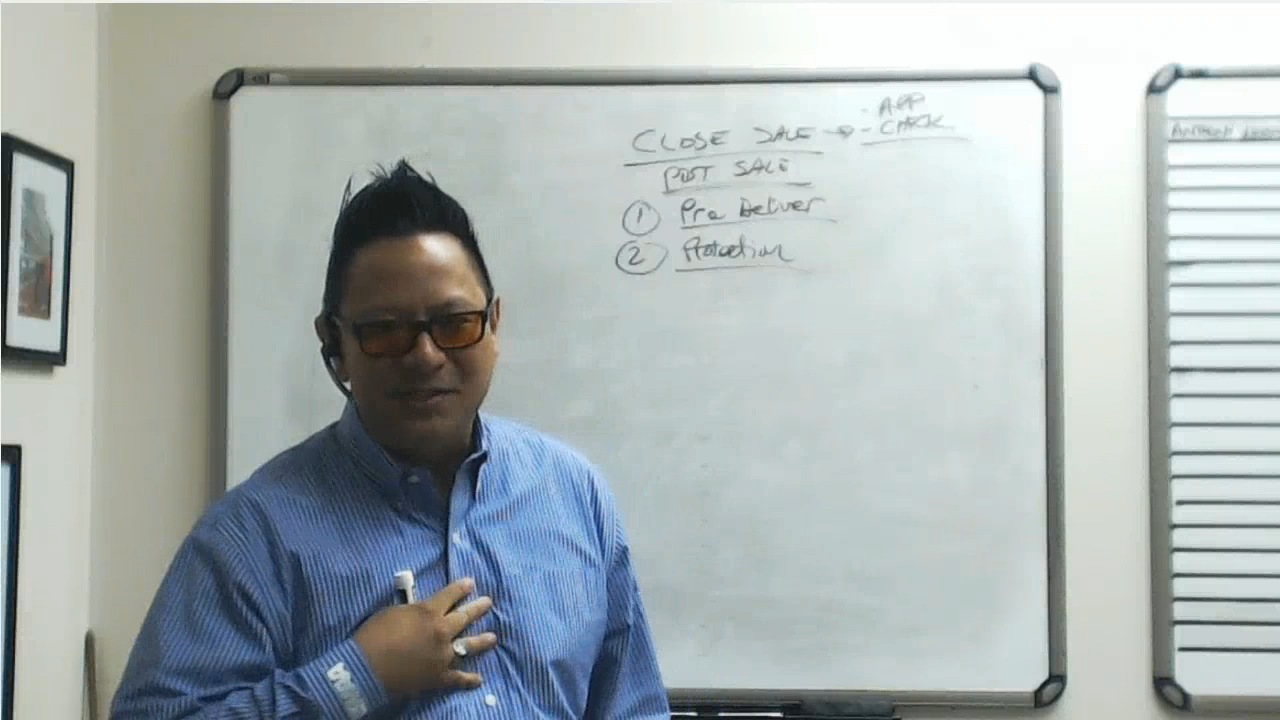 - APP
CLOSE SALE → - CHECK
POST SALE
① Pre Deliver
② Protection